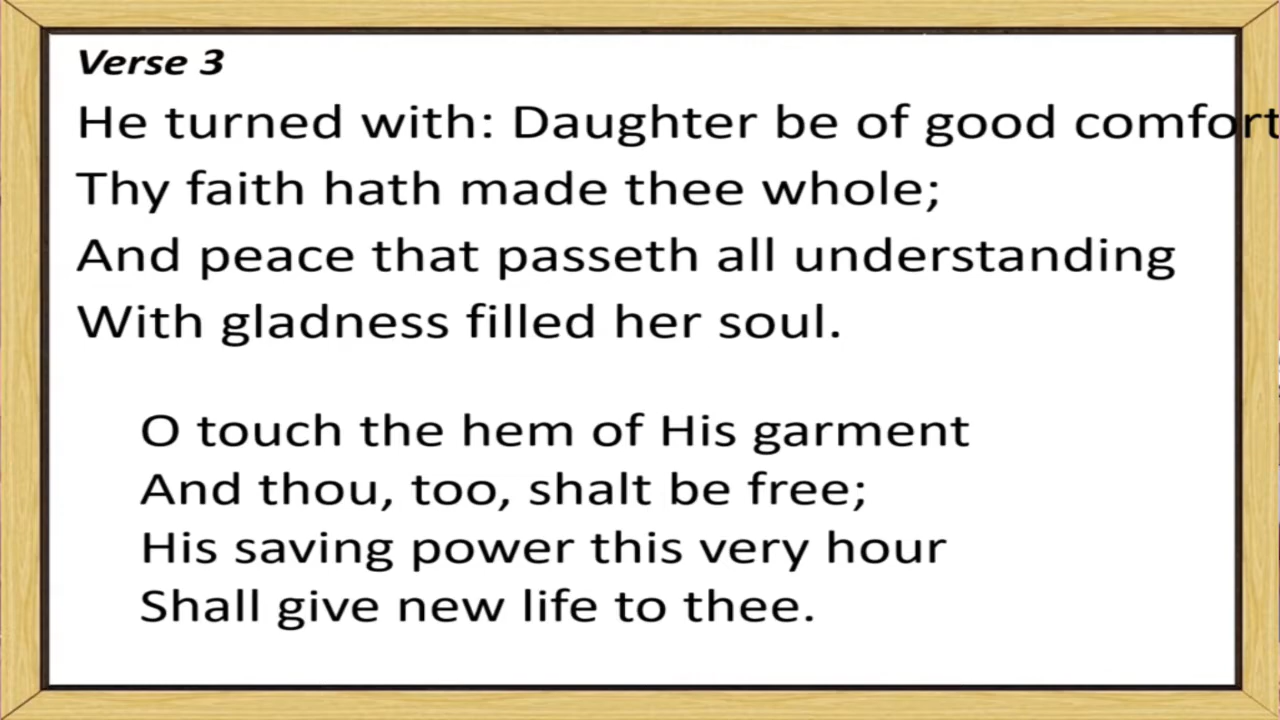 Verse 3
He turned with: Daughter be of good comfort
Thy faith hath made thee whole;
And peace that passeth all understanding
With gladness filled her soul.
O touch the hem of His garment
And thou, too, shalt be free;
His saving power this very hour
Shall give new life to thee.